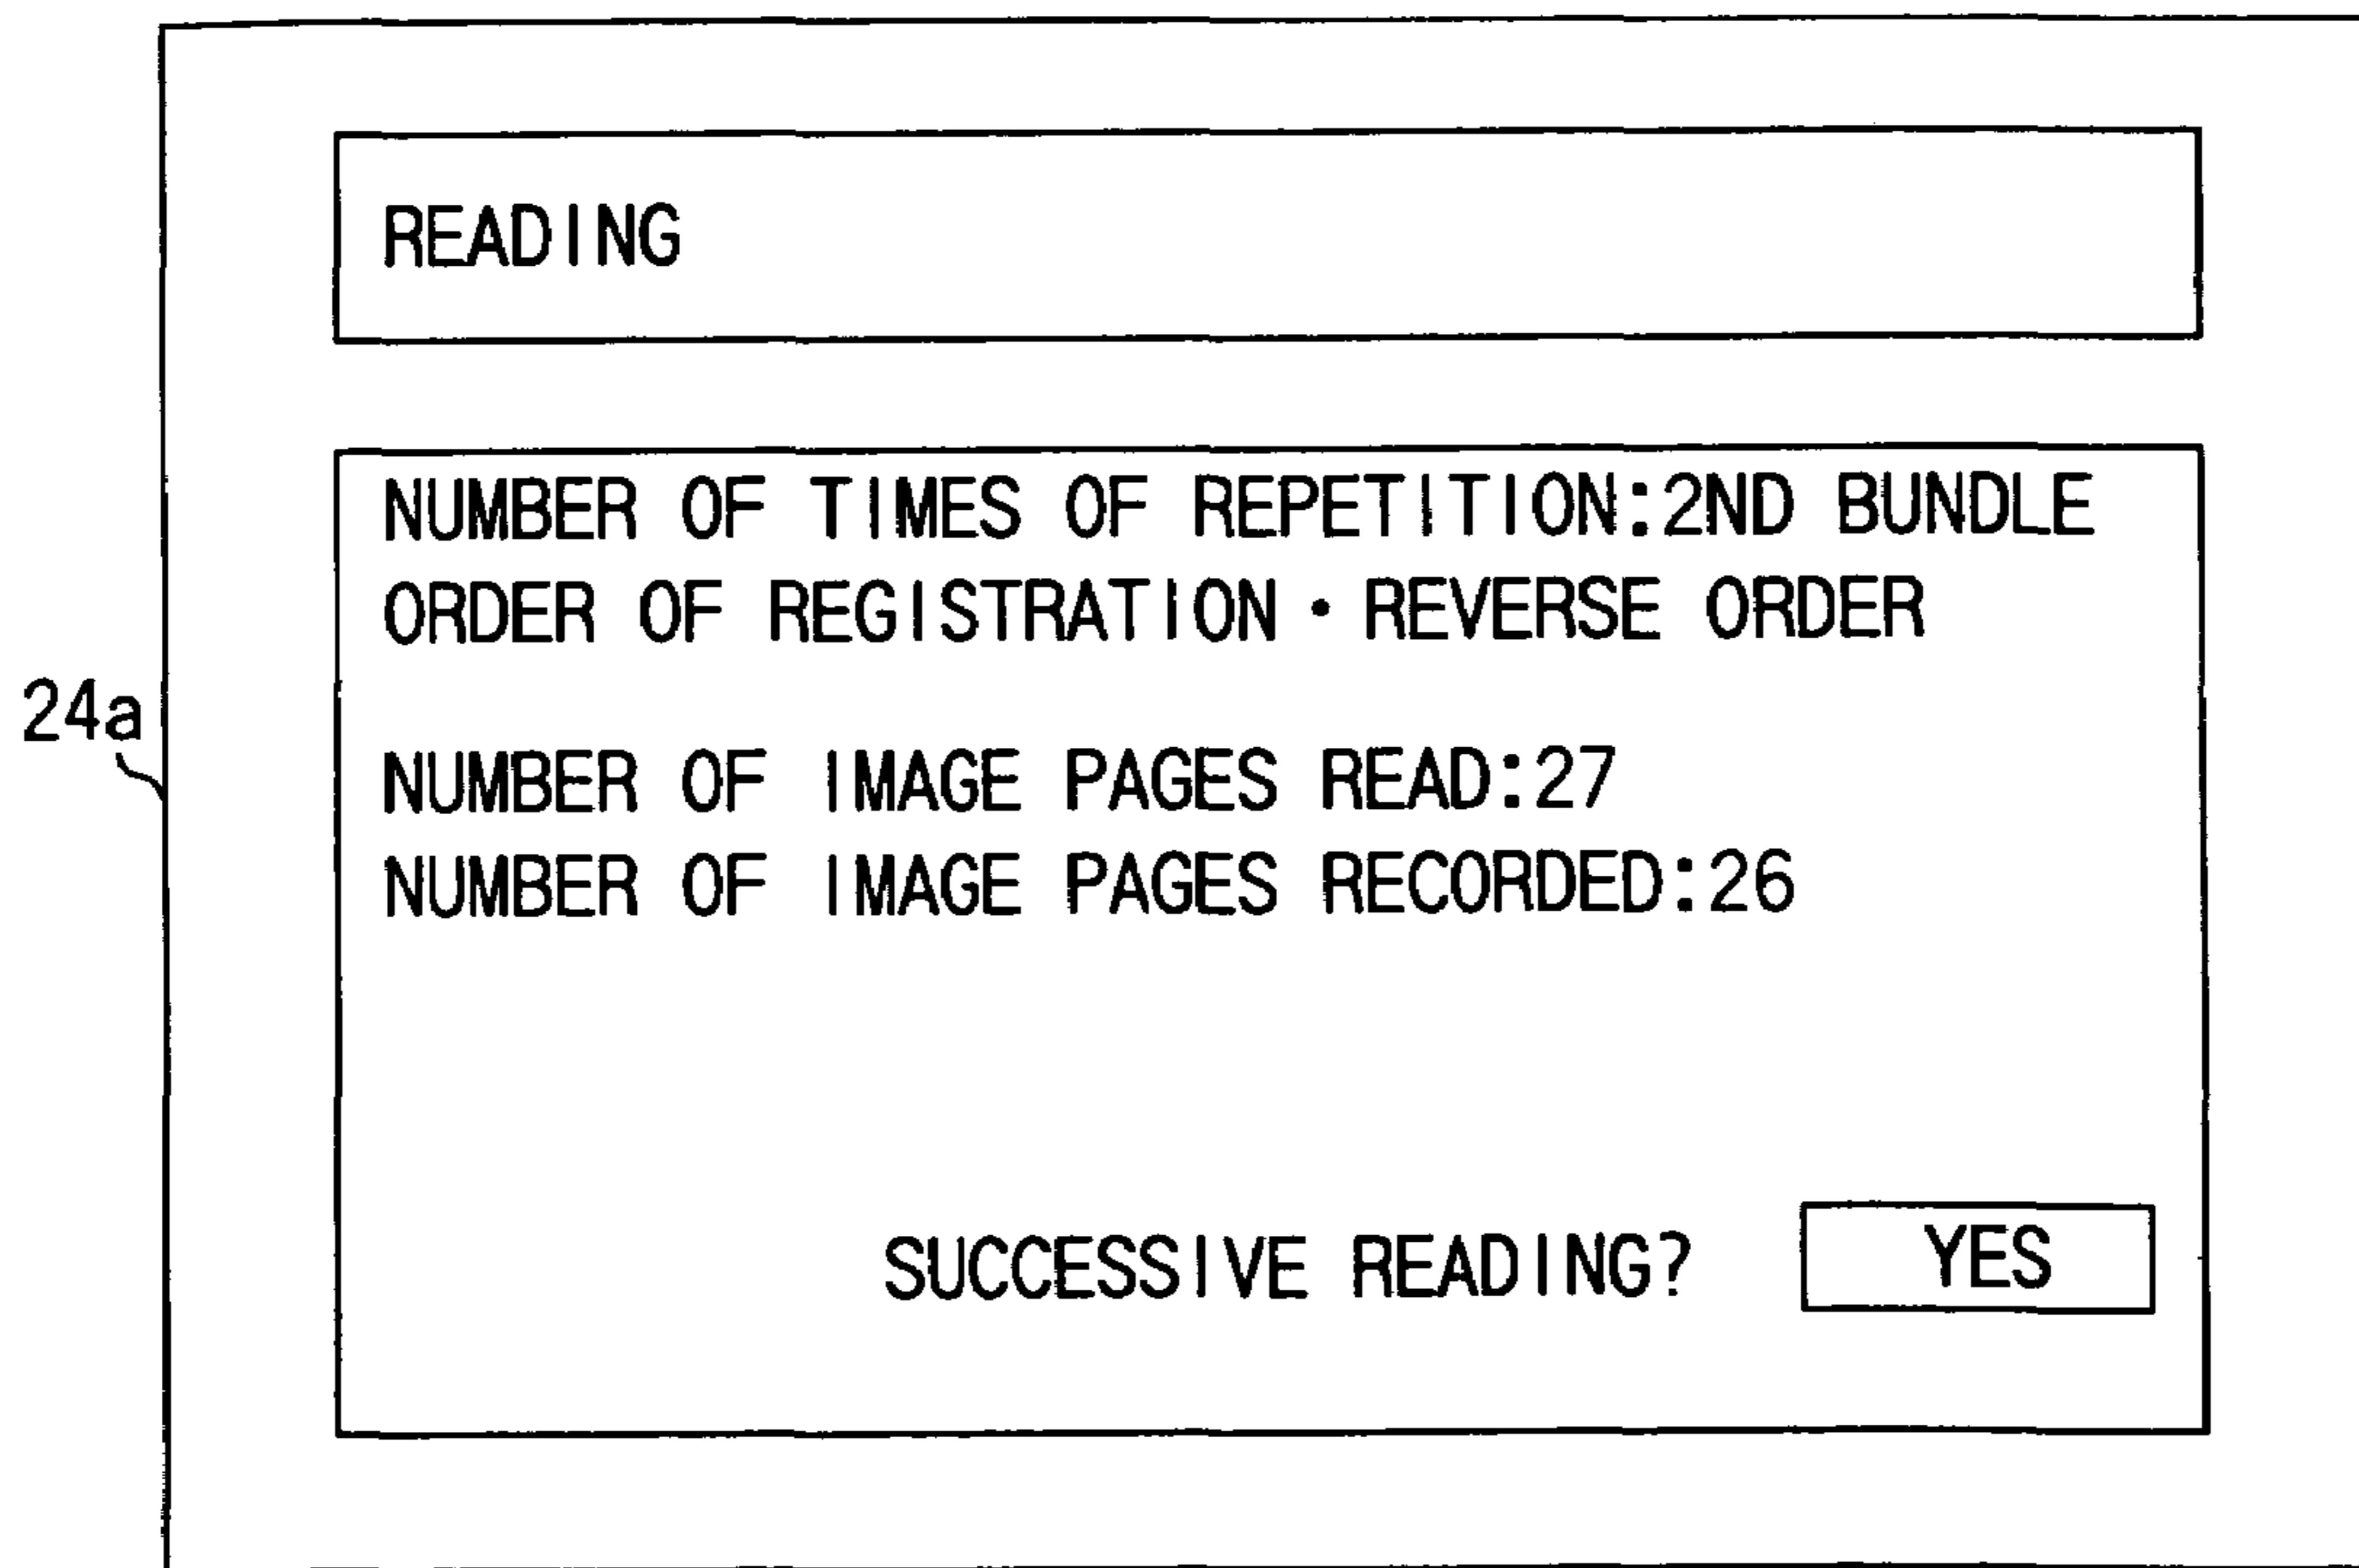 READING
NUMBER OF TIMES OF REPETITION:2ND BUNDLE
ORDER OF REGISTRATION・REVERSE ORDER
24a
NUMBER OF IMAGE PAGES READ:27
NUMBER OF IMAGE PAGES RECORDED:26
SUCCESSIVE READING? YES